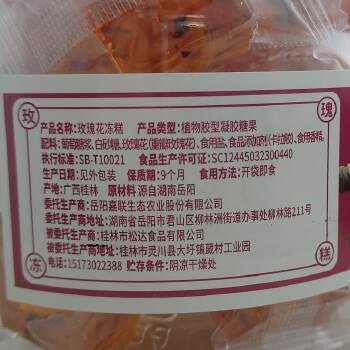 玫 瑰
产品名称：玫瑰花冻糕 产品类型：植物胶型凝胶糖果
配料：葡萄糖浆、白砂糖、玫瑰花（重瓣玫瑰花）、食用盐、食品添加剂（卡拉胶）、食用香精。
执行标准：SB-T10021 食品生产许可证：SC12445032300440
生产日期：见外包装 保质期：9个月 食用方法：开袋即食
产地：广西桂林 原材料 源自湖南岳阳
委托生产商：岳阳嘉联生态农业股份有限公司
委托生产商地址：湖南省岳阳市君山区柳林洲街道办事处柳林路211号
被委托生产商：桂林市松达食品有限公司
被委托生产商地址：桂林市灵川县大圩镇葳村工业园
电话：15173022388 贮存条件：阴凉干燥处
冻 糕